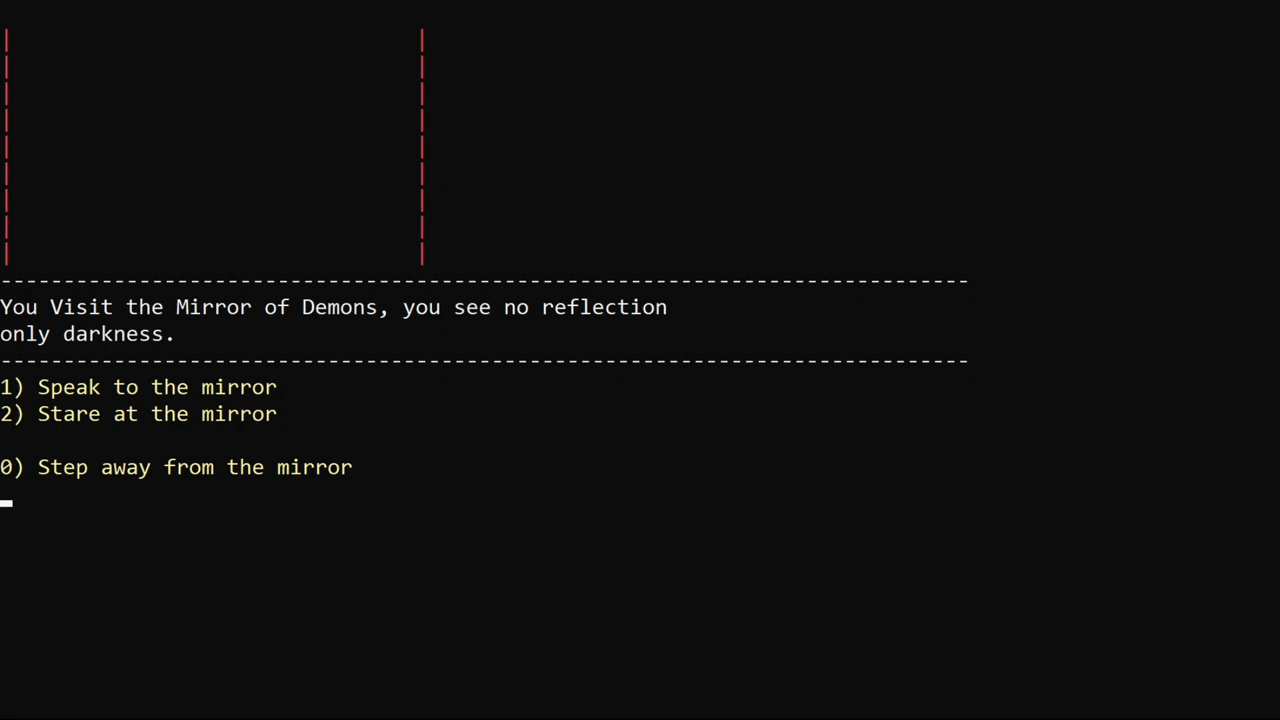 You Visit the Mirror of Demons, you see no reflection
only darkness.
1) Speak to the mirror
2) Stare at the mirror
0) Step away from the mirror